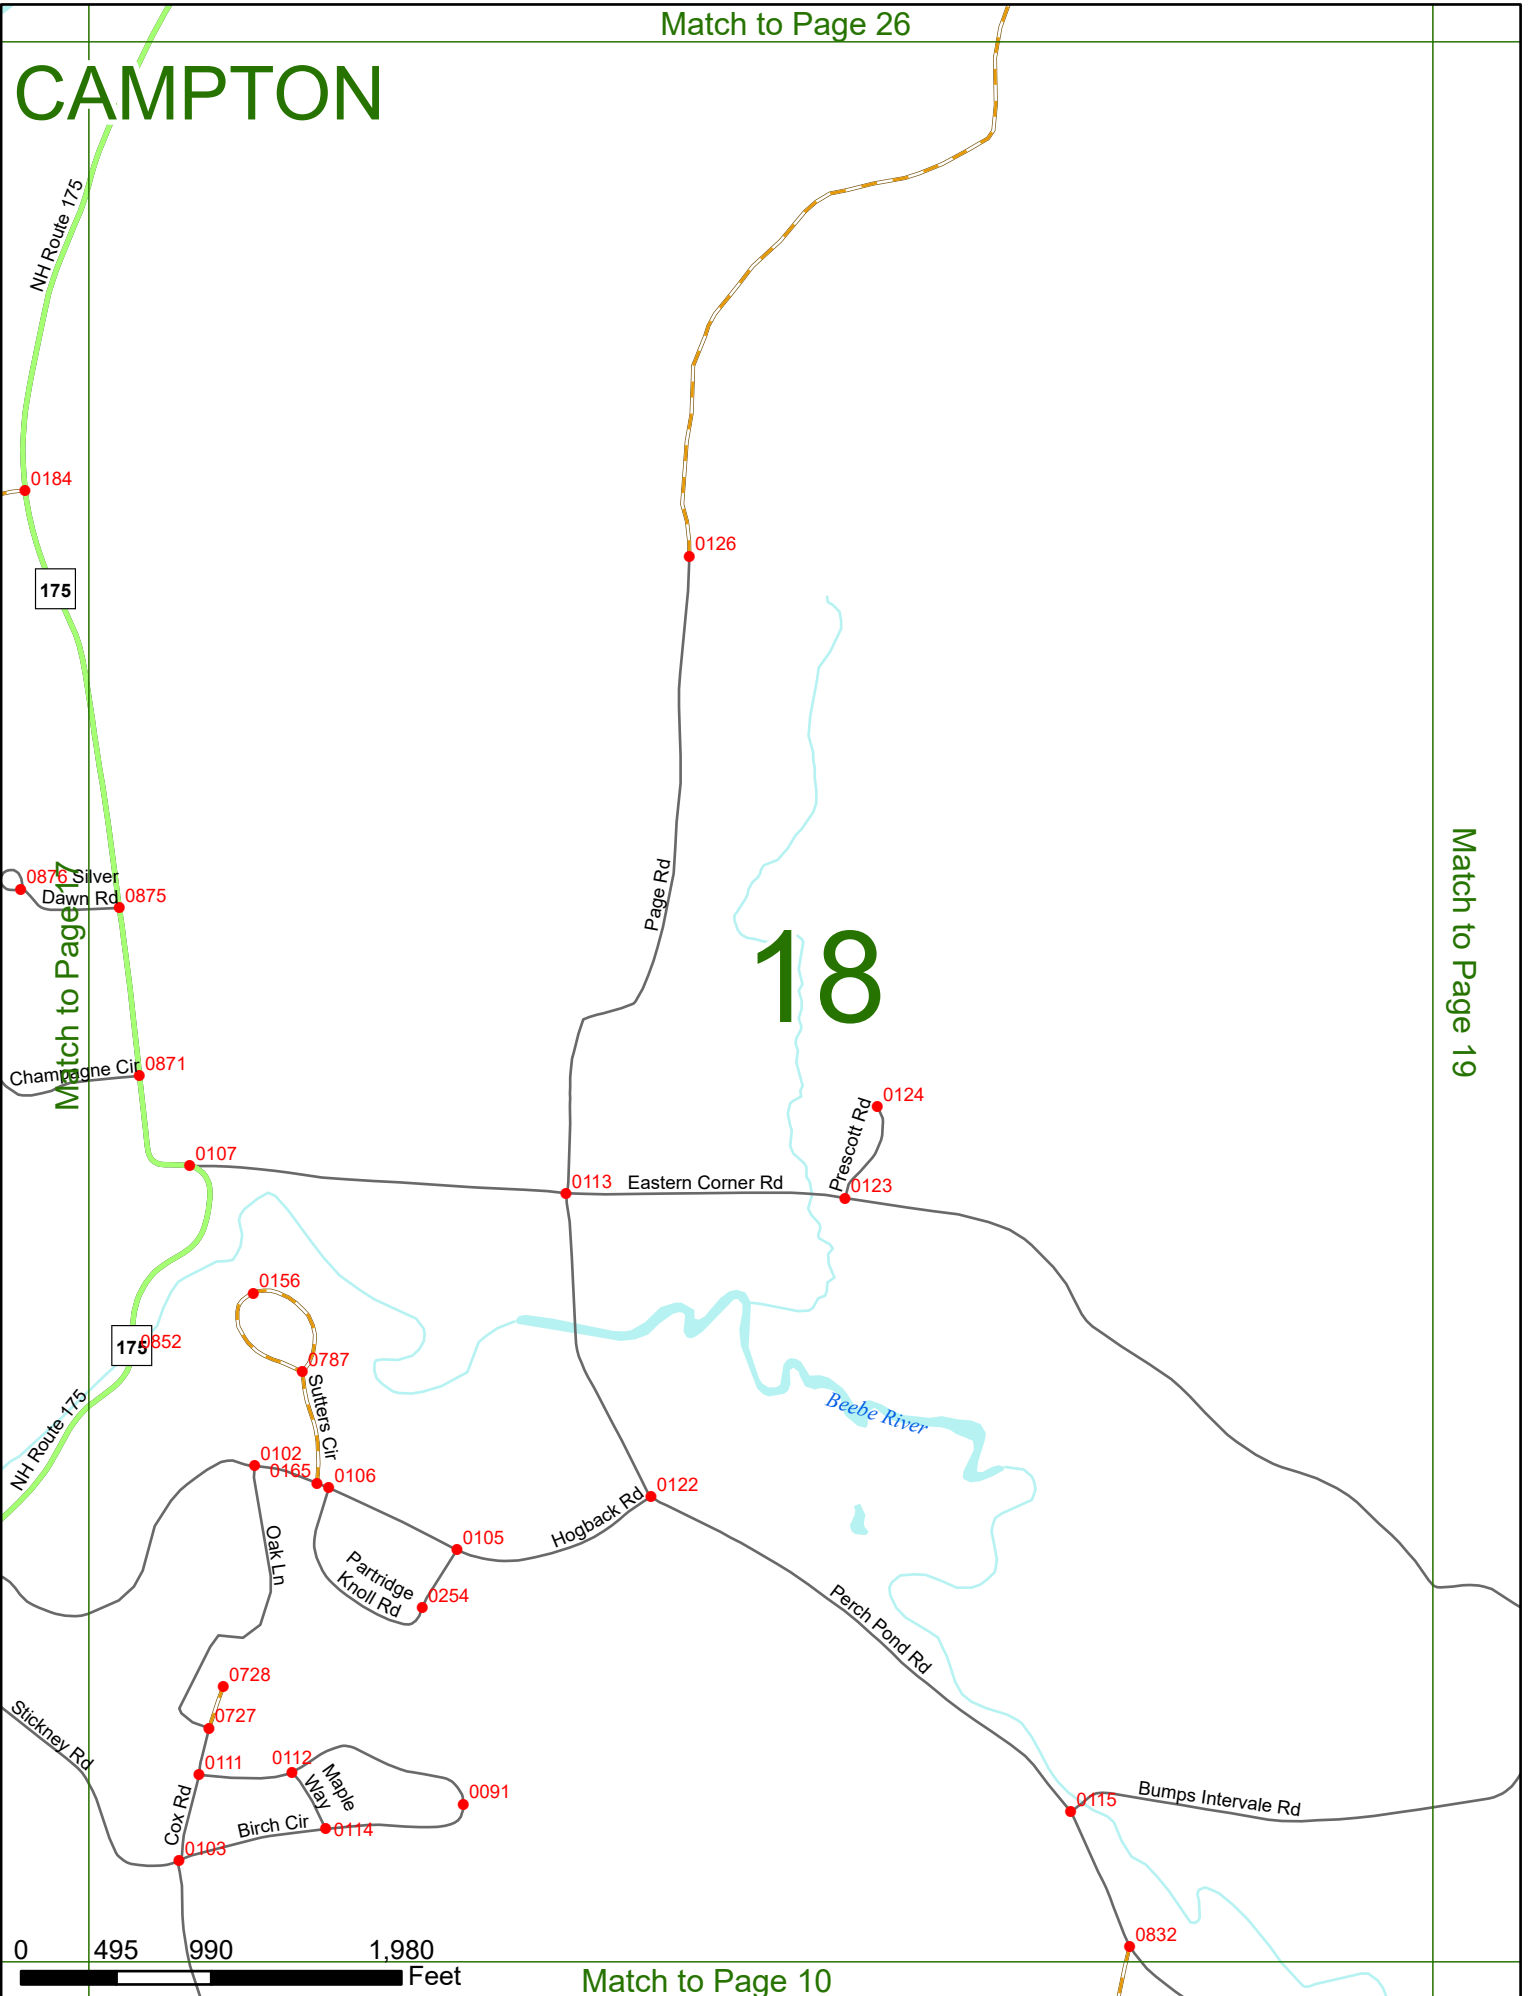 Match to Page 26
CAMPTON
NH Route 175
0184
0126
175
Page Rd
Match to Page 17
Match to Page 19
0876
Silver
Dawn Rd
0875
18
Champagne Cir
0871
0124
Prescott Rd
0107
0113
Eastern Corner Rd
0123
0156
175
0852
0787
Sutters Cir
NH Route 175
Beebe River
0102
0165
0106
0122
Hogback Rd
Oak Ln
0105
Partridge
Knoll Rd
0254
Perch Pond Rd
0728
0727
Stickney Rd
0111
0112
Maple
Way
0091
Cox Rd
Birch Cir
0114
0103
0115
Bumps Intervale Rd
0832
0 495 990 1,980
Feet
Match to Page 10